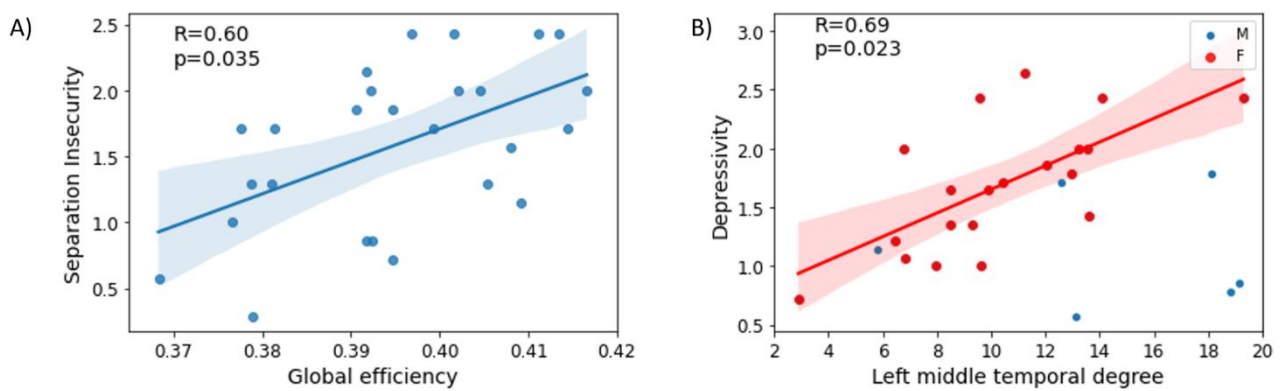 A)
R=0.60
p=0.035
Separation Insecurity
2.5
2.0
1.5
1.0
0.5
0.37 0.38 0.39 0.40 0.41 0.42
Global efficiency
B)
R=0.69
p=0.023
M
F
Depressivity
3.0
2.5
2.0
1.5
1.0
0.5
2 4 6 8 10 12 14 16 18 20
Left middle temporal degree